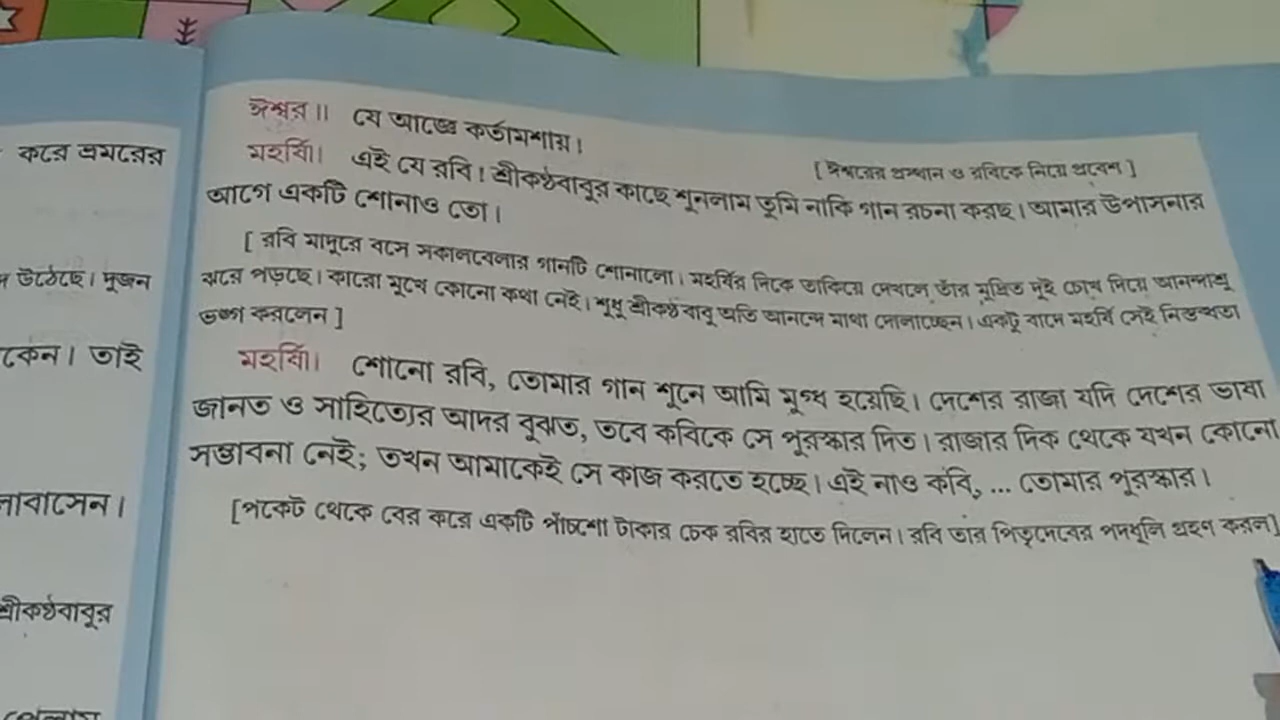 করে ভ্রমরের
উঠেছে। দুজন
কেন। তাই
শ্রীকণ্ঠবাবুর
ঈশ্বর॥ যে আজ্ঞে কর্তামশায়।
[ ঈশ্বরের প্রস্থান ও রবিকে নিয়ে প্রবেশ ]
মহর্ষি॥ এই যে রবি! শ্রীকণ্ঠবাবুর কাছে শুনলাম তুমি নাকি গান রচনা করছ। আমার উপাসনার
আগে একটি শোনাও তো।
[ রবি মাদুরে বসে সকালবেলার গানটি শোনালো। মহর্ষির দিকে তাকিয়ে দেখলে তাঁর মুদ্রিত দুই চোখ দিয়ে আনন্দাশ্রু
ঝরে পড়ছে। কারো মুখে কোনো কথা নেই। শুধু শ্রীকণ্ঠ বাবু অতি আনন্দে মাথা দোলাচ্ছেন। একটু বাদে মহর্ষি সেই নিস্তব্ধতা
ভঙ্গ করলেন ]
মহর্ষি॥ শোনো রবি, তোমার গান শুনে আমি মুগ্ধ হয়েছি। দেশের রাজা যদি দেশের ভাষা
জানত ও সাহিত্যের আদর বুঝত, তবে কবিকে সে পুরস্কার দিত। রাজার দিক থেকে যখন কোনো
সম্ভাবনা নেই; তখন আমাকেই সে কাজ করতে হচ্ছে। এই নাও কবি, ... তোমার পুরস্কার।
[পকেট থেকে বের করে একটি পাঁচশো টাকার চেক রবির হাতে দিলেন। রবি তার পিতৃদেবের পদধূলি গ্রহণ করল]